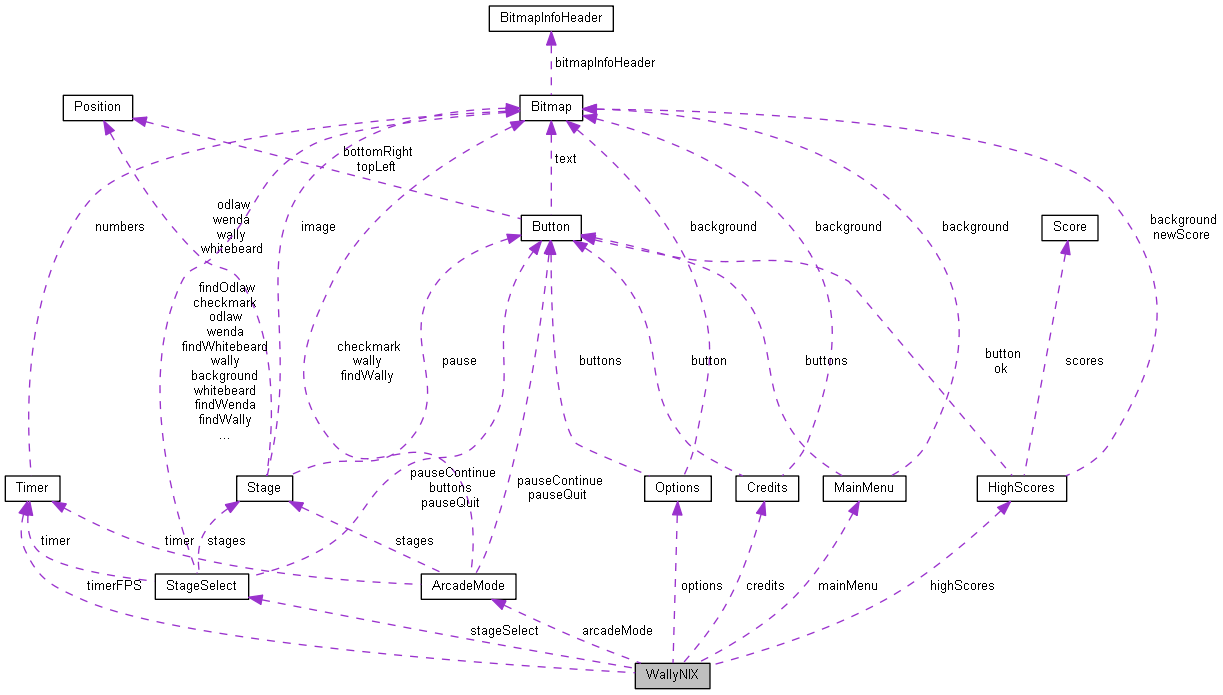 BitmapInfoHeader
bitmapInfoHeader
Position
Bitmap
bottomRight
topLeft
text
numbers
odlaw
wenda
wally
whitebeard
image
Button
background
background
background
Score
background
newScore
findOdlaw
checkmark
odlaw
wenda
findWhitebeard
wally
background
whitebeard
findWenda
findWally
...
checkmark
wally
findWally
pause
buttons
button
buttons
button
ok
scores
Timer
Stage
pauseContinue
buttons
pauseQuit
pauseContinue
pauseQuit
Options
Credits
MainMenu
HighScores
timer
timer
stages
stages
timerFPS
StageSelect
ArcadeMode
options
credits
mainMenu
highScores
stageSelect
arcadeMode
WallyNIX